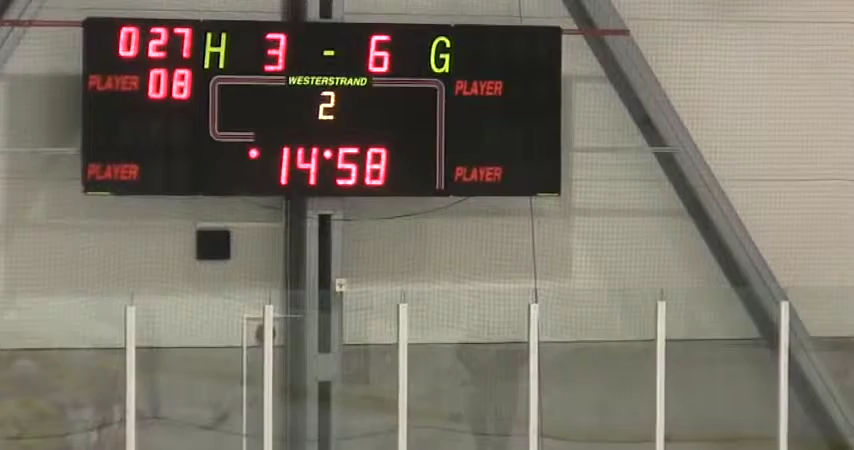 027 H 3 - 6 G
PLAYER 08 WESTERSTRAND PLAYER
2
PLAYER 14:58 PLAYER